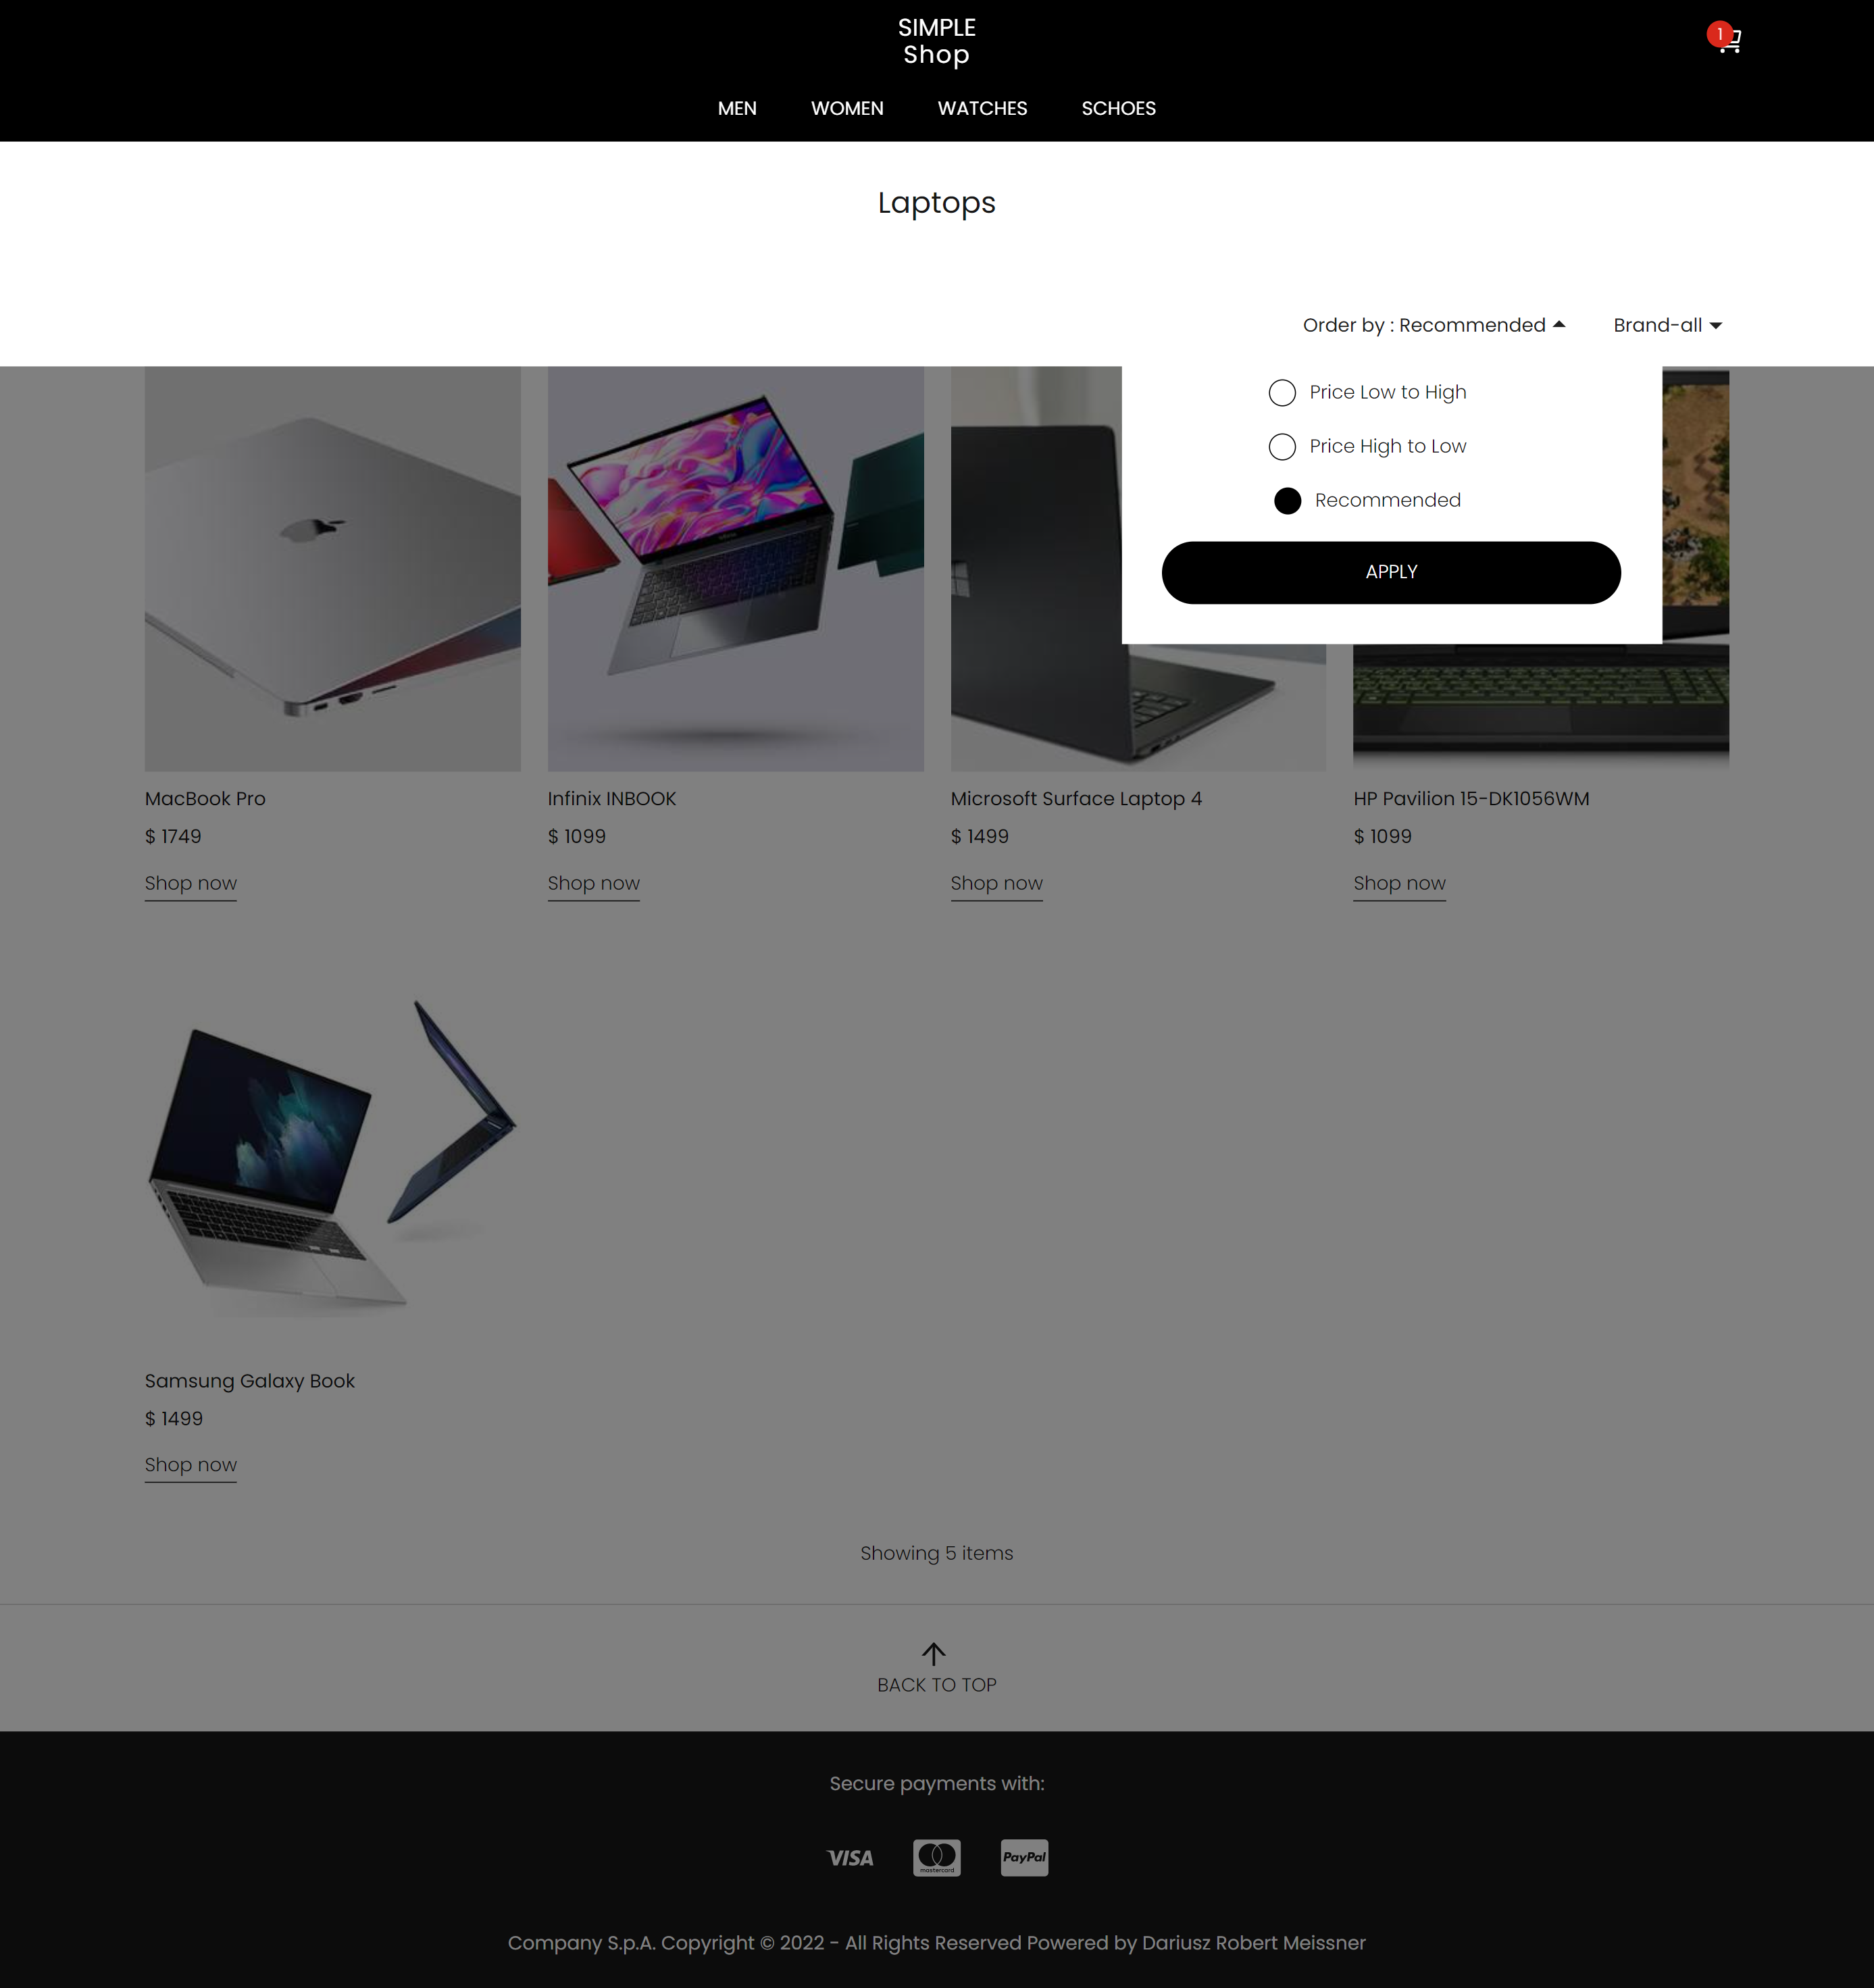 SIMPLE
Shop
1
MEN WOMEN WATCHES SCHOES
Laptops
Order by : Recommended Brand-all
Price Low to High
Price High to Low
Recommended
APPLY
MacBook Pro
$ 1749
Shop now
Infinix INBOOK
$ 1099
Shop now
Microsoft Surface Laptop 4
$ 1499
Shop now
HP Pavilion 15-DK1056WM
$ 1099
Shop now
Samsung Galaxy Book
$ 1499
Shop now
Showing 5 items
BACK TO TOP
Secure payments with:
VISA mastercard PayPal
Company S.p.A. Copyright © 2022 - All Rights Reserved Powered by Dariusz Robert Meissner